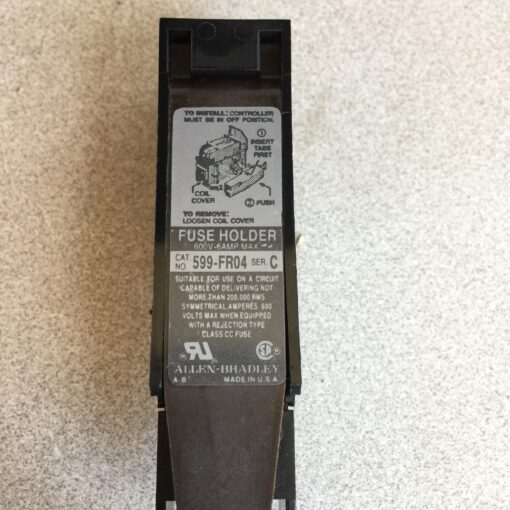 TO INSTALL: CONTROLLER
MUST BE IN OFF POSITION.
①
INSERT
TABS
FIRST
COIL
COVER
② PUSH
TO REMOVE:
LOOSEN COIL COVER
FUSE HOLDER
600V-6AMP MAX
CAT NO. 599-FR04 SER. C
SUITABLE FOR USE ON A CIRCUIT
CAPABLE OF DELIVERING NOT
MORE THAN 200,000 RMS
SYMMETRICAL AMPERES, 600
VOLTS MAX WHEN EQUIPPED
WITH A REJECTION TYPE
CLASS CC FUSE
ALLEN-BRADLEY
A-B MADE IN U.S.A